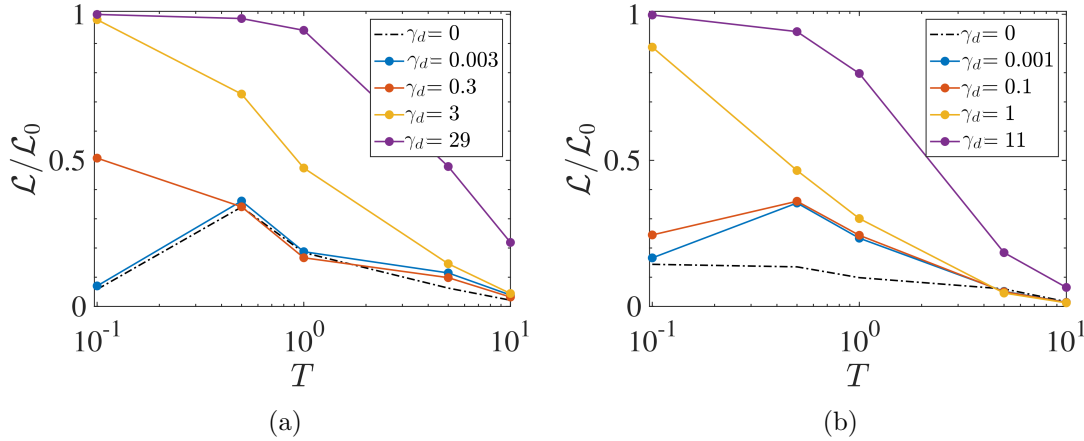 1
0.5
0
ℒ/ℒ₀
10⁻¹
10⁰
10¹
T
γ_d = 0
γ_d = 0.003
γ_d = 0.3
γ_d = 3
γ_d = 29
(a)
1
0.5
0
ℒ/ℒ₀
10⁻¹
10⁰
10¹
T
γ_d = 0
γ_d = 0.001
γ_d = 0.1
γ_d = 1
γ_d = 11
(b)